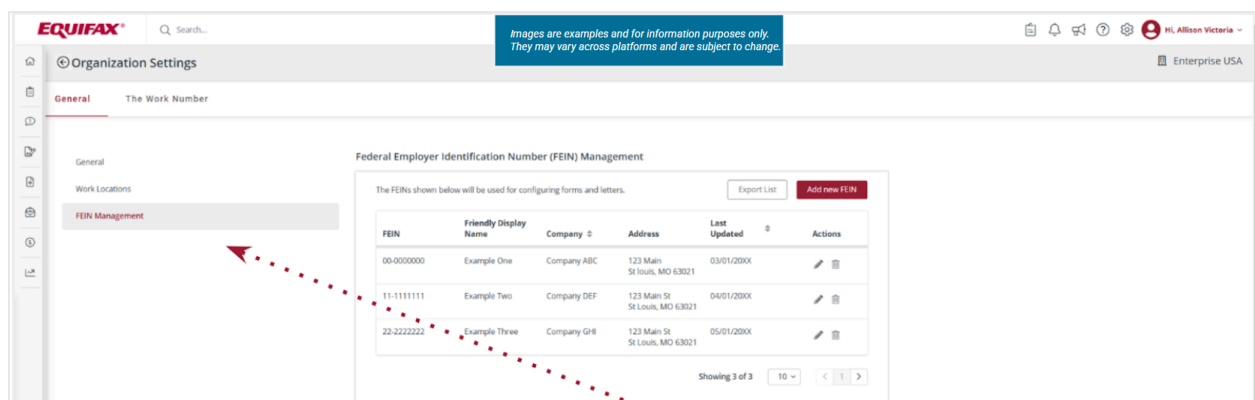 EQUIFAX
Search...
Images are examples and for information purposes only.
They may vary across platforms and are subject to change.
Hi, Allison Victoria
Organization Settings
Enterprise USA
General
The Work Number
General
Work Locations
FEIN Management
Federal Employer Identification Number (FEIN) Management
The FEINs shown below will be used for configuring forms and letters.
Export List
Add new FEIN
FEIN
Friendly Display
Name
Company
Address
Last
Updated
Actions
00-0000000
Example One
Company ABC
123 Main
St louis, MO 63021
03/01/20XX
11-1111111
Example Two
Company DEF
123 Main St
St Louis, MO 63021
04/01/20XX
22-2222222
Example Three
Company GHI
123 Main St
St Louis, MO 63021
05/01/20XX
Showing 3 of 3
10
1